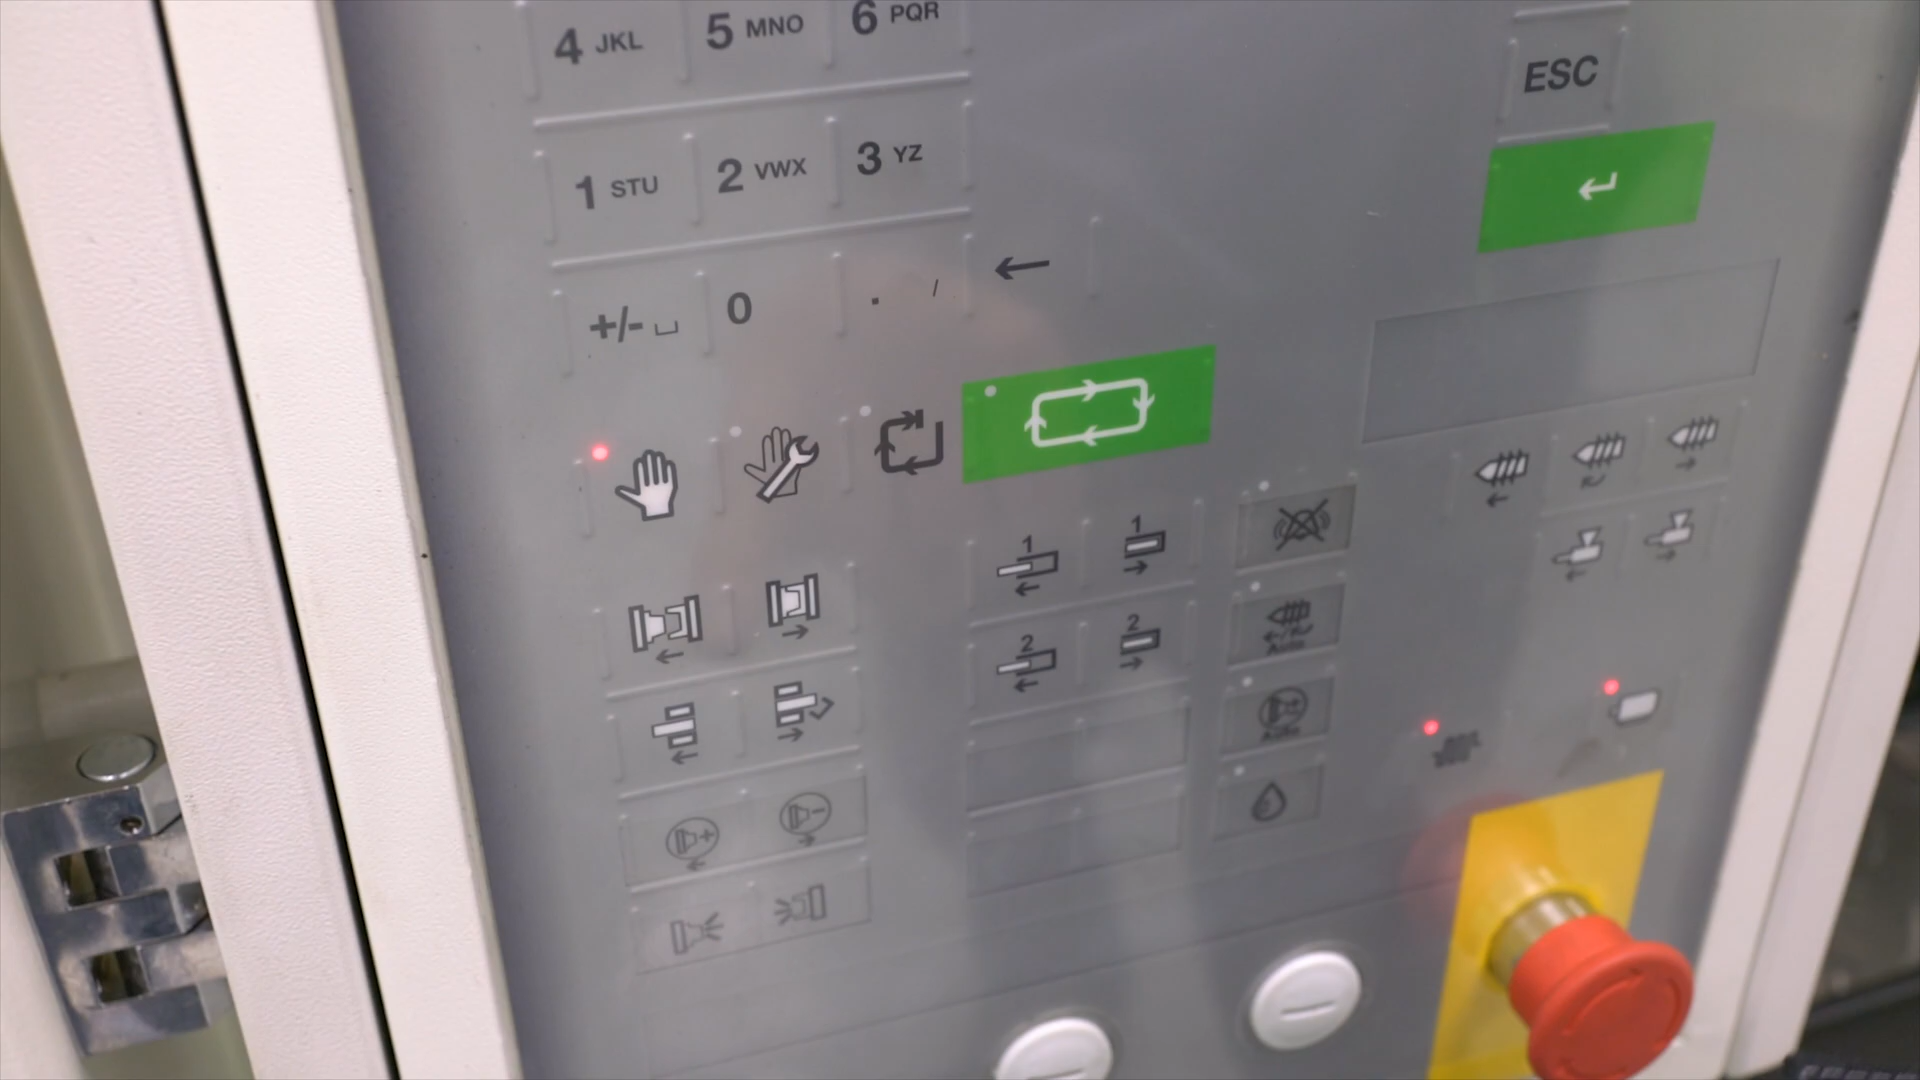 4 JKL 5 MNO 6 PQR
ESC
1 STU 2 VWX 3 YZ
+/- 0 . /
1 1
2 2